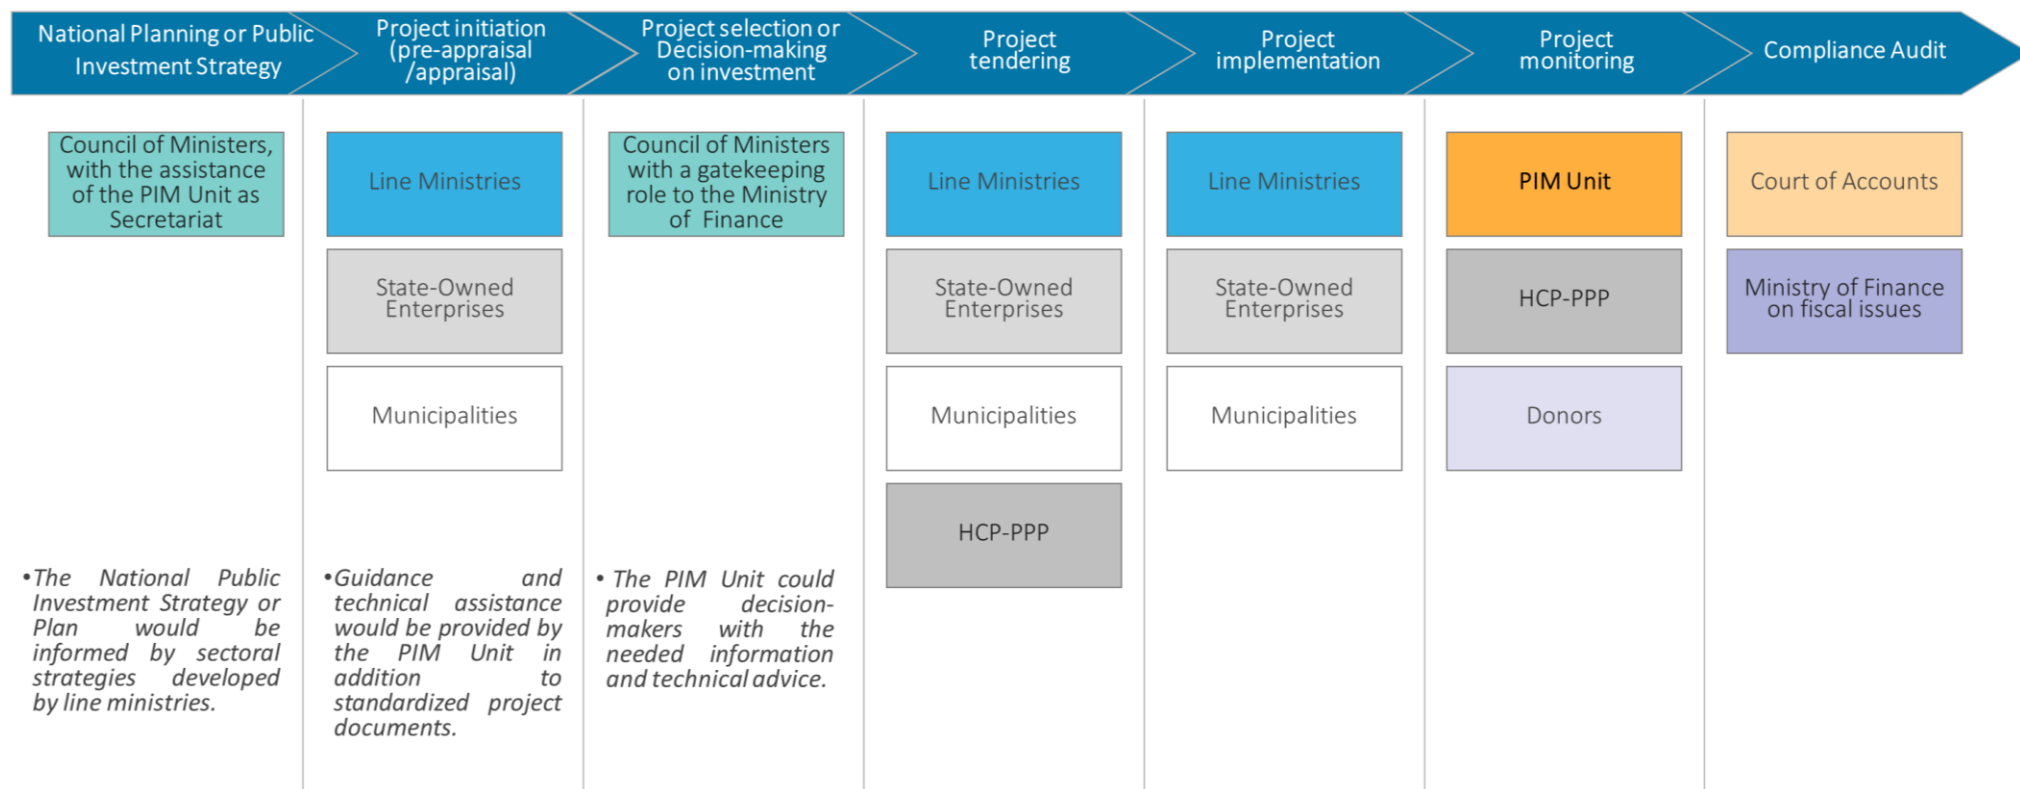 National Planning or Public
Investment Strategy
Project initiation
(pre-appraisal
/appraisal)
Project selection or
Decision-making
on investment
Project
tendering
Project
implementation
Project
monitoring
Compliance Audit
Council of Ministers,
with the assistance
of the PIM Unit as
Secretariat
•The National Public
Investment Strategy or
Plan would be
informed by sectoral
strategies developed
by line ministries.
Line Ministries
State-Owned
Enterprises
Municipalities
•Guidance and
technical assistance
would be provided by
the PIM Unit in
addition to
standardized project
documents.
Council of Ministers
with a gatekeeping
role to the Ministry
of Finance
• The PIM Unit could
provide decision-
makers with the
needed information
and technical advice.
Line Ministries
State-Owned
Enterprises
Municipalities
HCP-PPP
Line Ministries
State-Owned
Enterprises
Municipalities
PIM Unit
HCP-PPP
Donors
Court of Accounts
Ministry of Finance
on fiscal issues